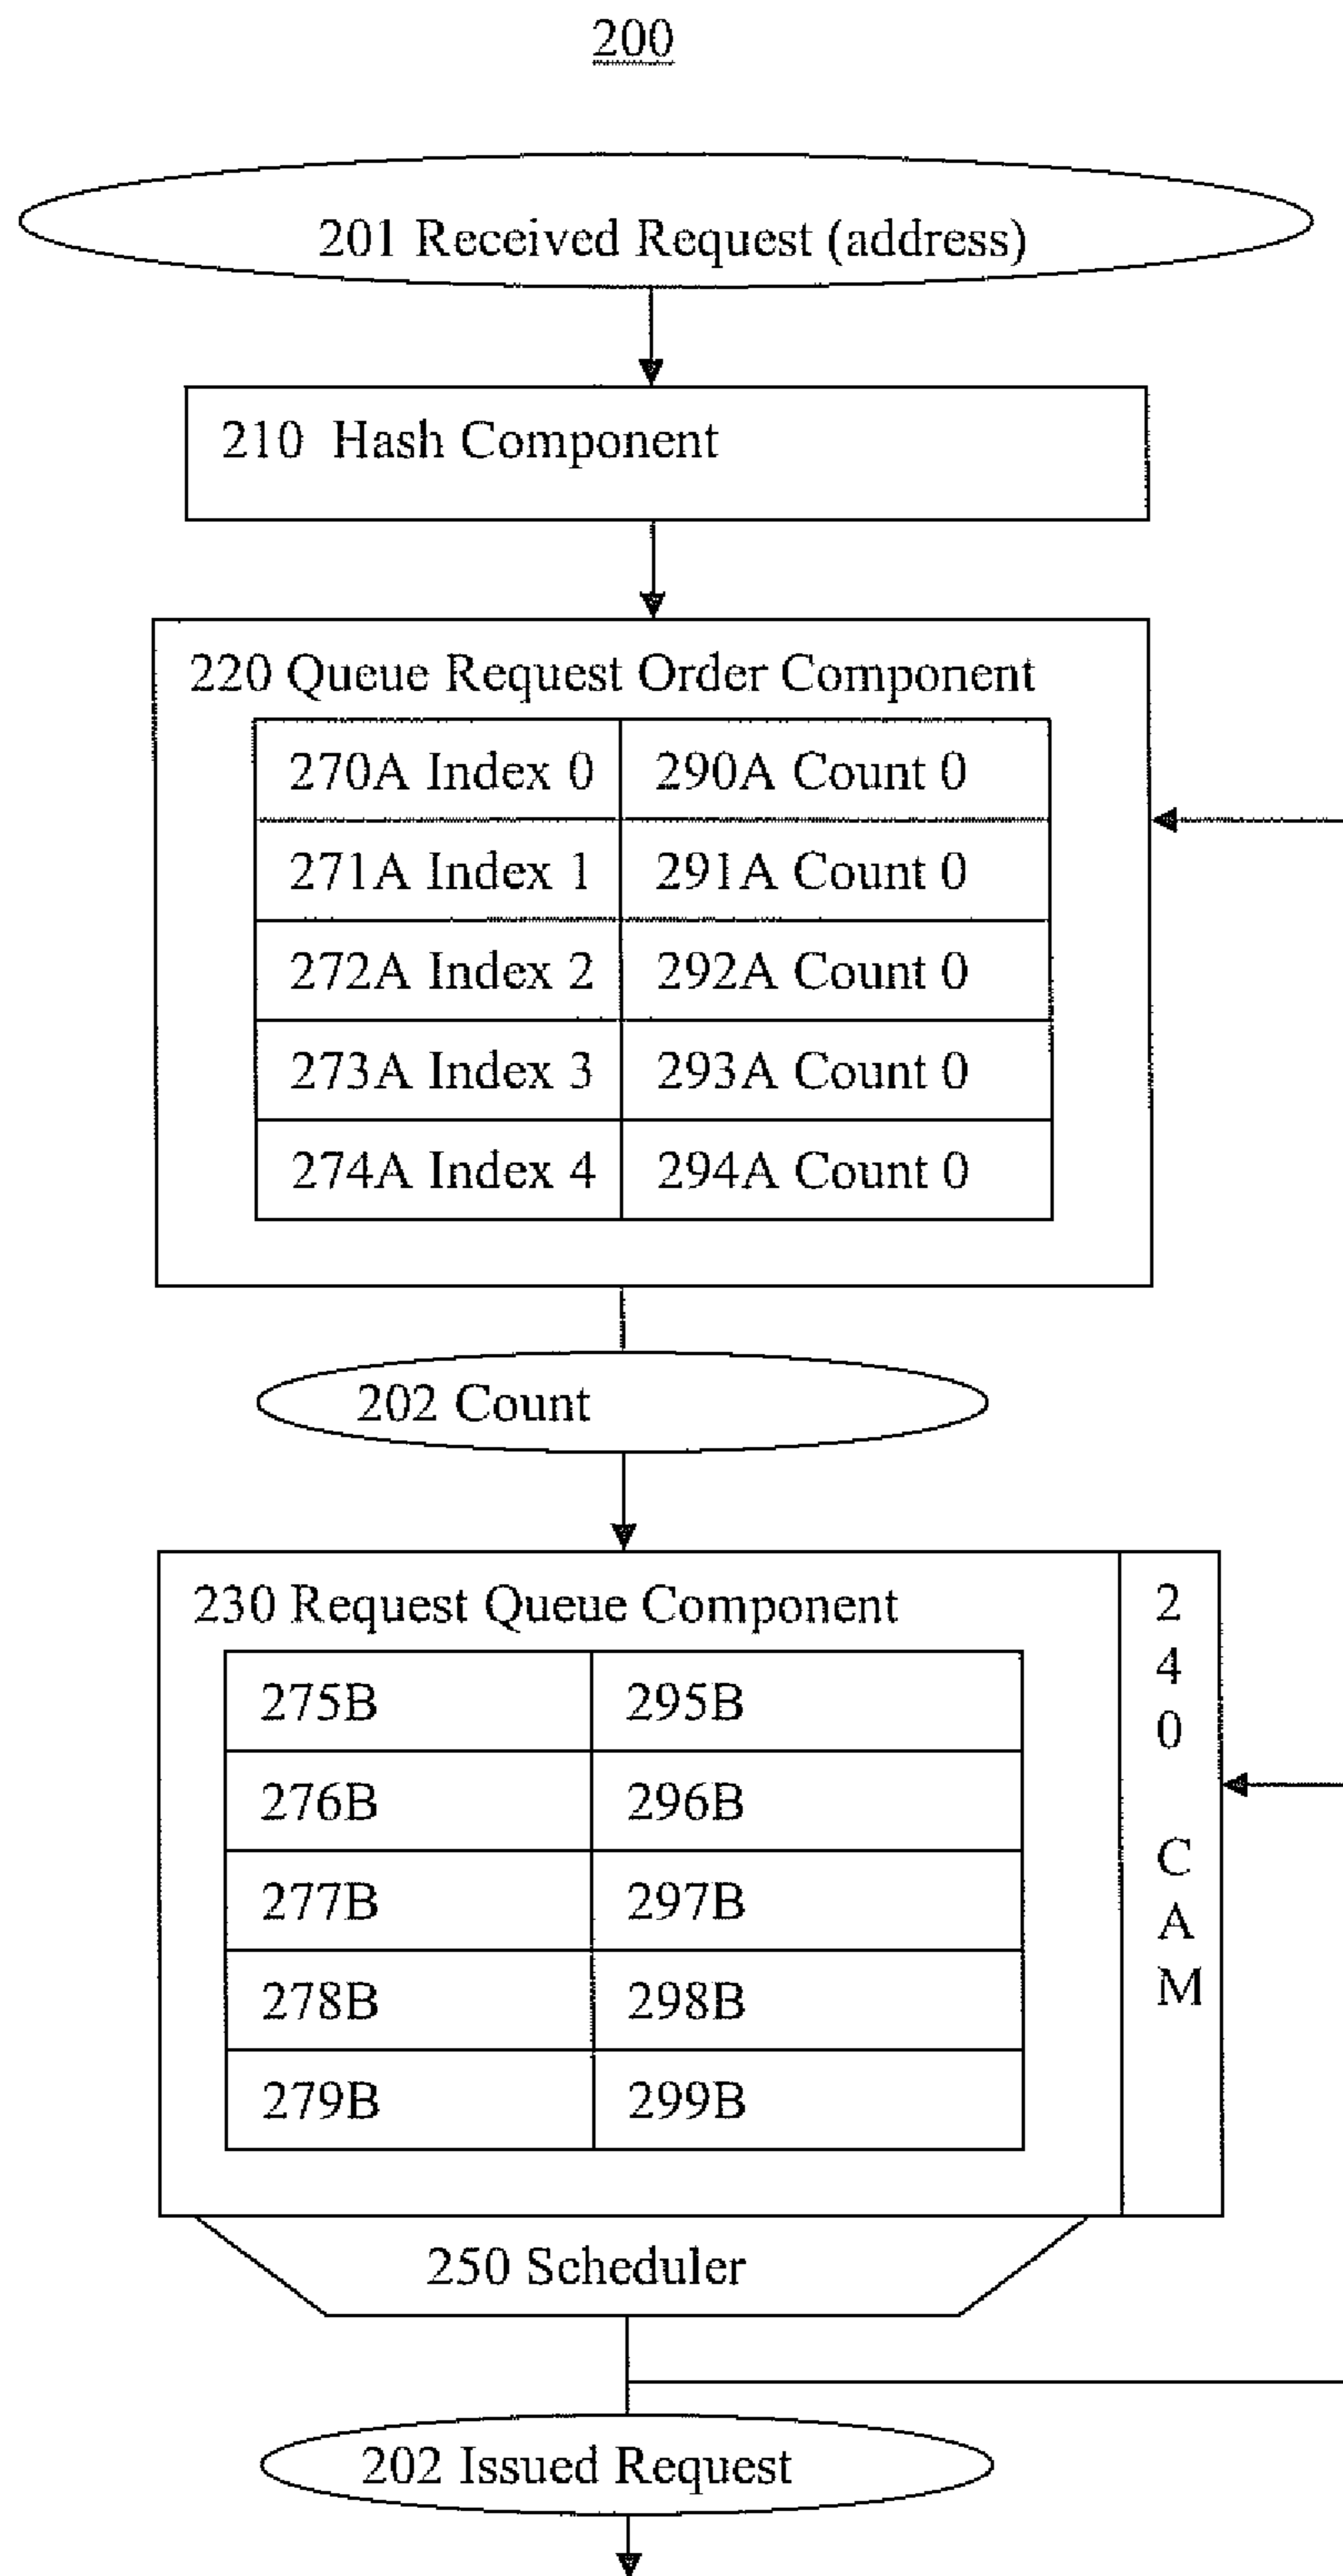 200
201 Received Request (address)
210 Hash Component
220 Queue Request Order Component
270A Index 0 290A Count 0
271A Index 1 291A Count 0
272A Index 2 292A Count 0
273A Index 3 293A Count 0
274A Index 4 294A Count 0
202 Count
230 Request Queue Component
275B 295B
276B 296B
277B 297B
278B 298B
279B 299B
240 CAM
250 Scheduler
202 Issued Request